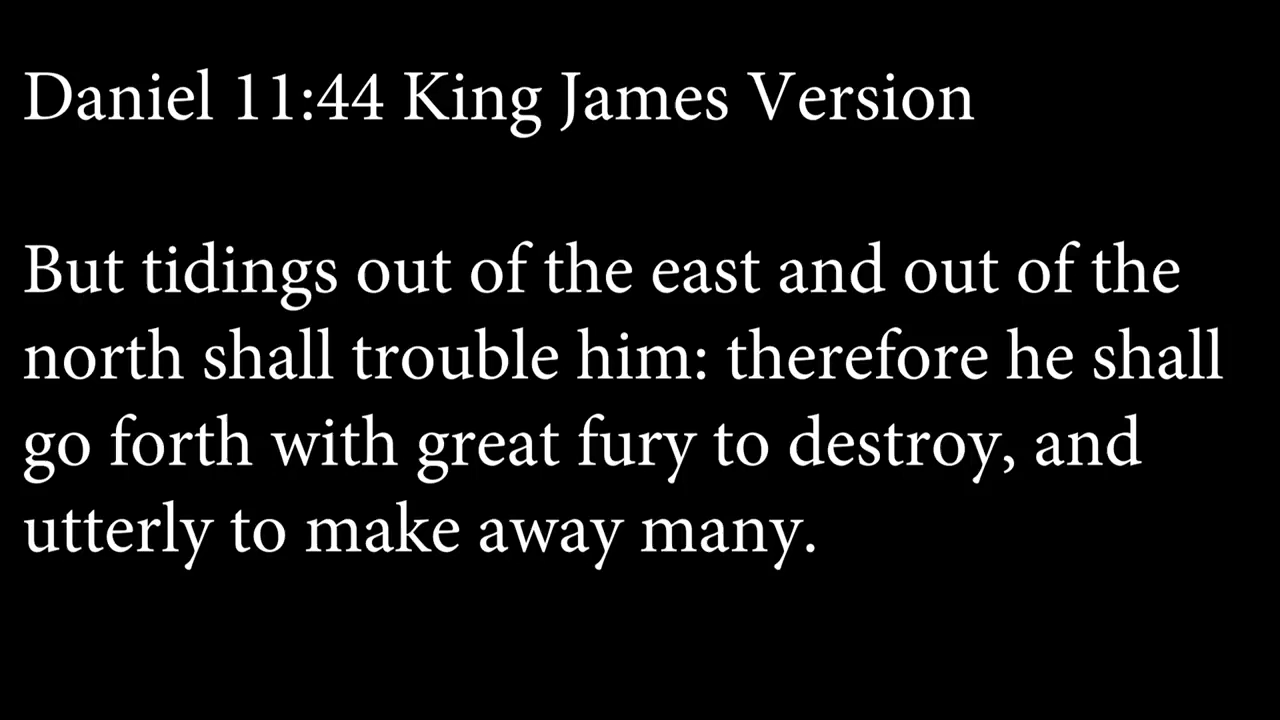 Daniel 11:44 King James Version
But tidings out of the east and out of the
north shall trouble him: therefore he shall
go forth with great fury to destroy, and
utterly to make away many.